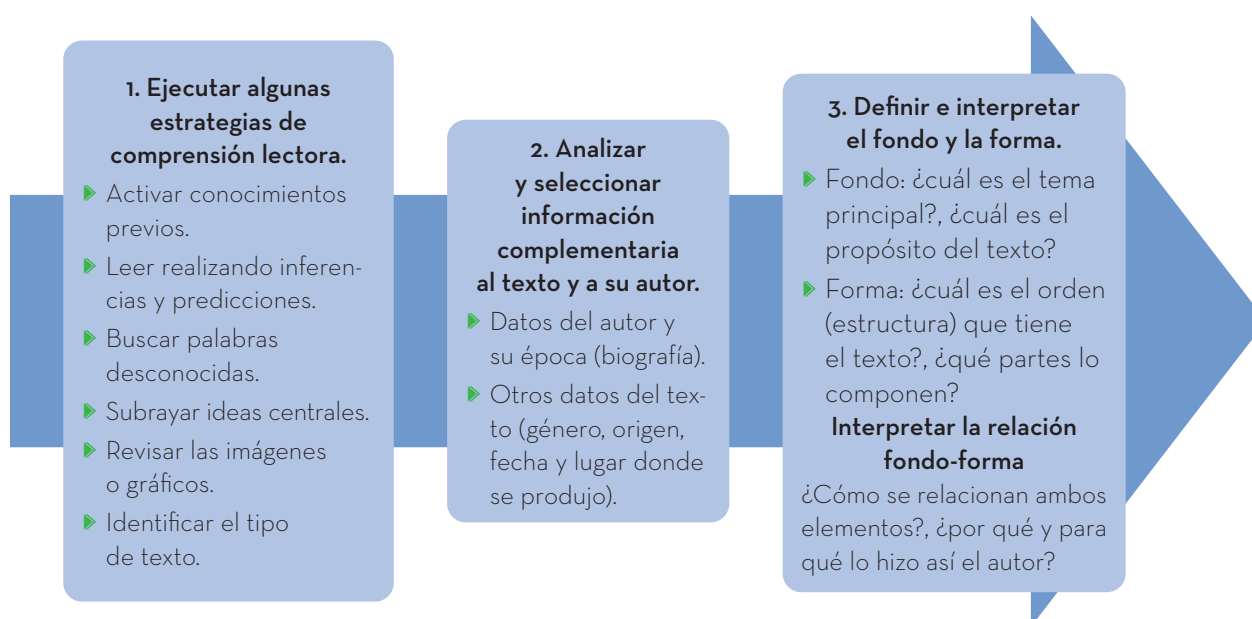 1. Ejecutar algunas
estrategias de
comprensión lectora.
Activar conocimientos
previos.
Leer realizando inferen-
cias y predicciones.
Buscar palabras
desconocidas.
Subrayar ideas centrales.
Revisar las imágenes
o gráficos.
Identificar el tipo
de texto.
2. Analizar
y seleccionar
información
complementaria
al texto y a su autor.
Datos del autor y
su época (biografía).
Otros datos del tex-
to (género, origen,
fecha y lugar donde
se produjo).
3. Definir e interpretar
el fondo y la forma.
Fondo: ¿cuál es el tema
principal?, ¿cuál es el
propósito del texto?
Forma: ¿cuál es el orden
(estructura) que tiene
el texto?, ¿qué partes lo
componen?
Interpretar la relación
fondo-forma
¿Cómo se relacionan ambos
elementos?, ¿por qué y para
qué lo hizo así el autor?